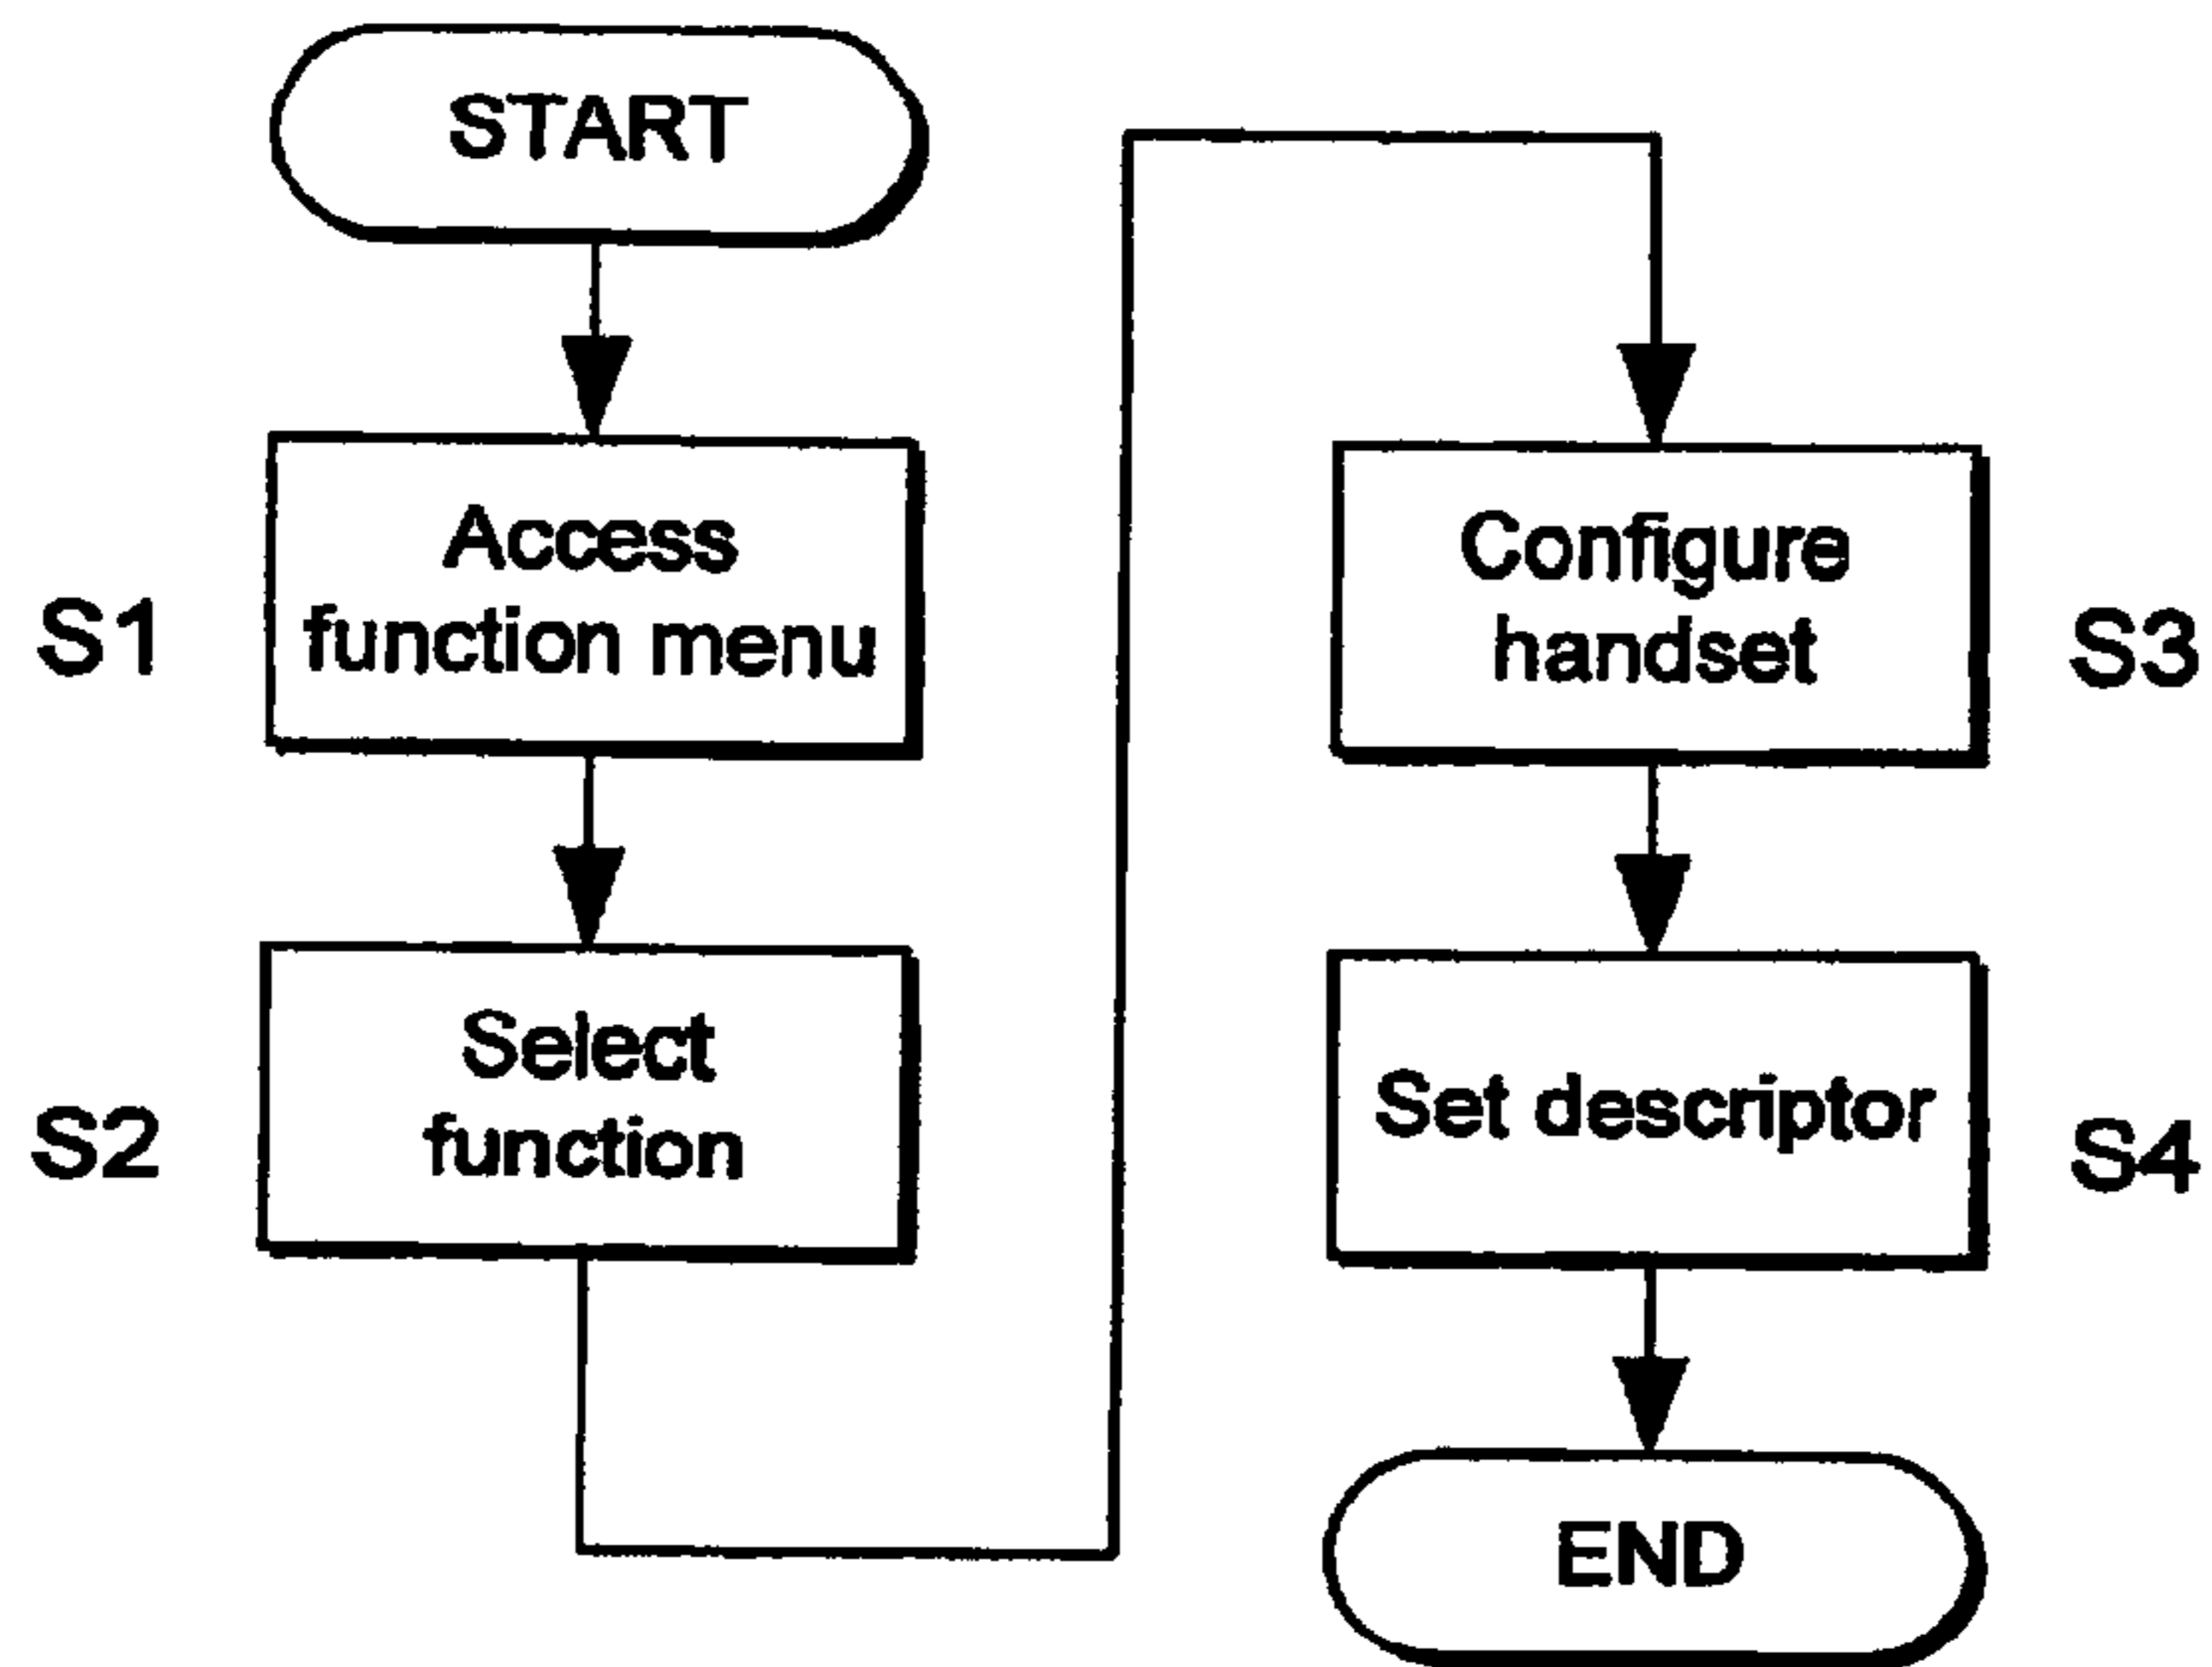 START
S1
Access
function menu
S2
Select
function
Configure
handset
S3
Set descriptor
S4
END